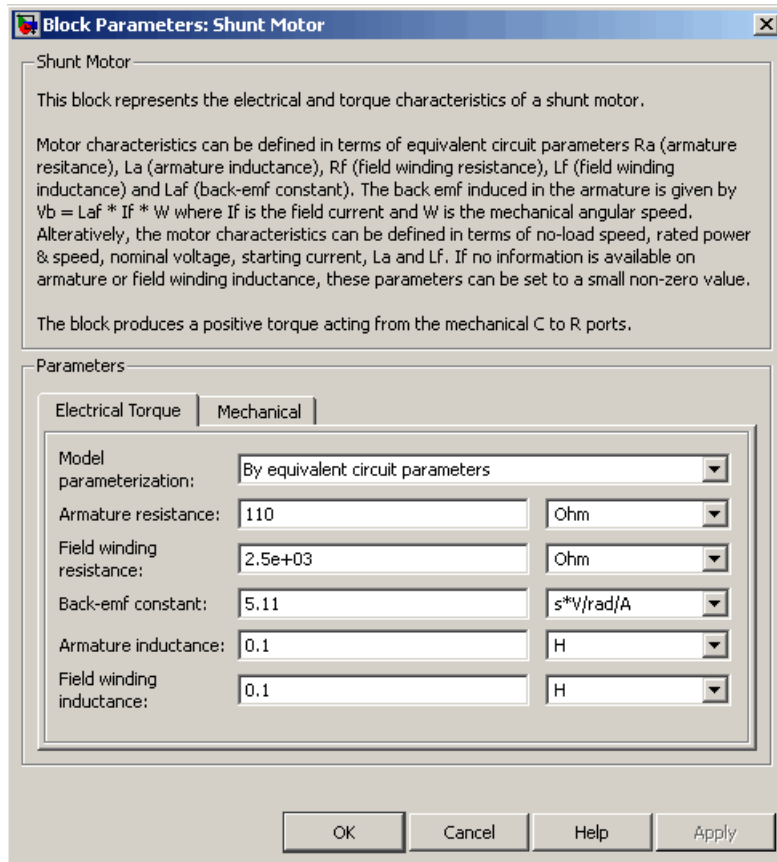 Block Parameters: Shunt Motor
Shunt Motor
This block represents the electrical and torque characteristics of a shunt motor.
Motor characteristics can be defined in terms of equivalent circuit parameters Ra (armature
resitance), La (armature inductance), Rf (field winding resistance), Lf (field winding
inductance) and Laf (back-emf constant). The back emf induced in the armature is given by
Vb = Laf * If * W where If is the field current and W is the mechanical angular speed.
Alteratively, the motor characteristics can be defined in terms of no-load speed, rated power
& speed, nominal voltage, starting current, La and Lf. If no information is available on
armature or field winding inductance, these parameters can be set to a small non-zero value.
The block produces a positive torque acting from the mechanical C to R ports.
Parameters
Electrical Torque Mechanical
Model
parameterization:
By equivalent circuit parameters
Armature resistance: 110 Ohm
Field winding
resistance:
2.5e+03 Ohm
Back-emf constant: 5.11 s*V/rad/A
Armature inductance: 0.1 H
Field winding
inductance:
0.1 H
OK Cancel Help Apply